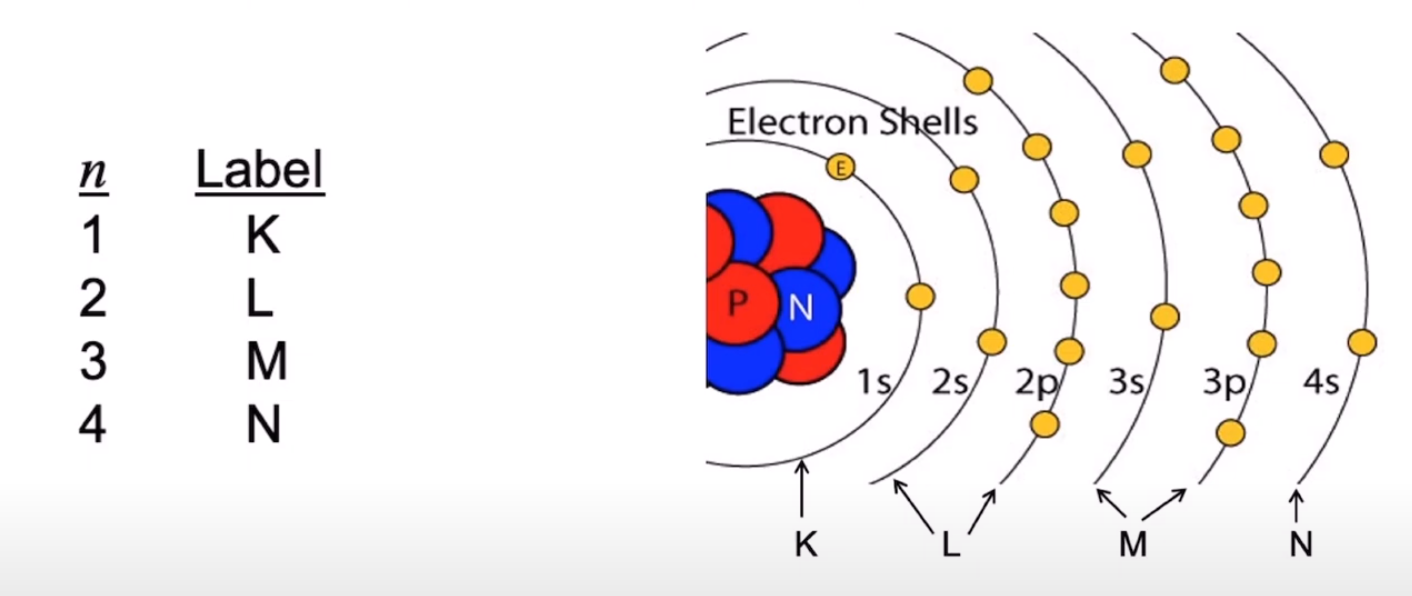 n Label
1 K
2 L
3 M
4 N
Electron Shells
E
P N
1s 2s 2p 3s 3p 4s
K L M N